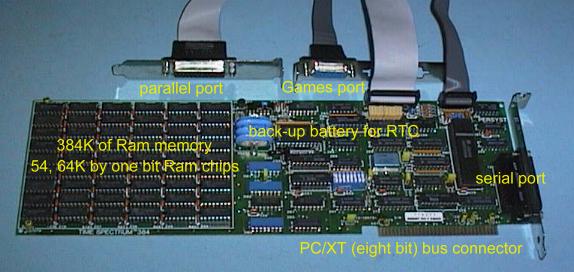 parallel port
Games port
back-up battery for RTC
384K of Ram memory
54, 64K by one bit Ram chips
serial port
TIME SPECTRUM 384
PC/XT (eight bit) bus connector